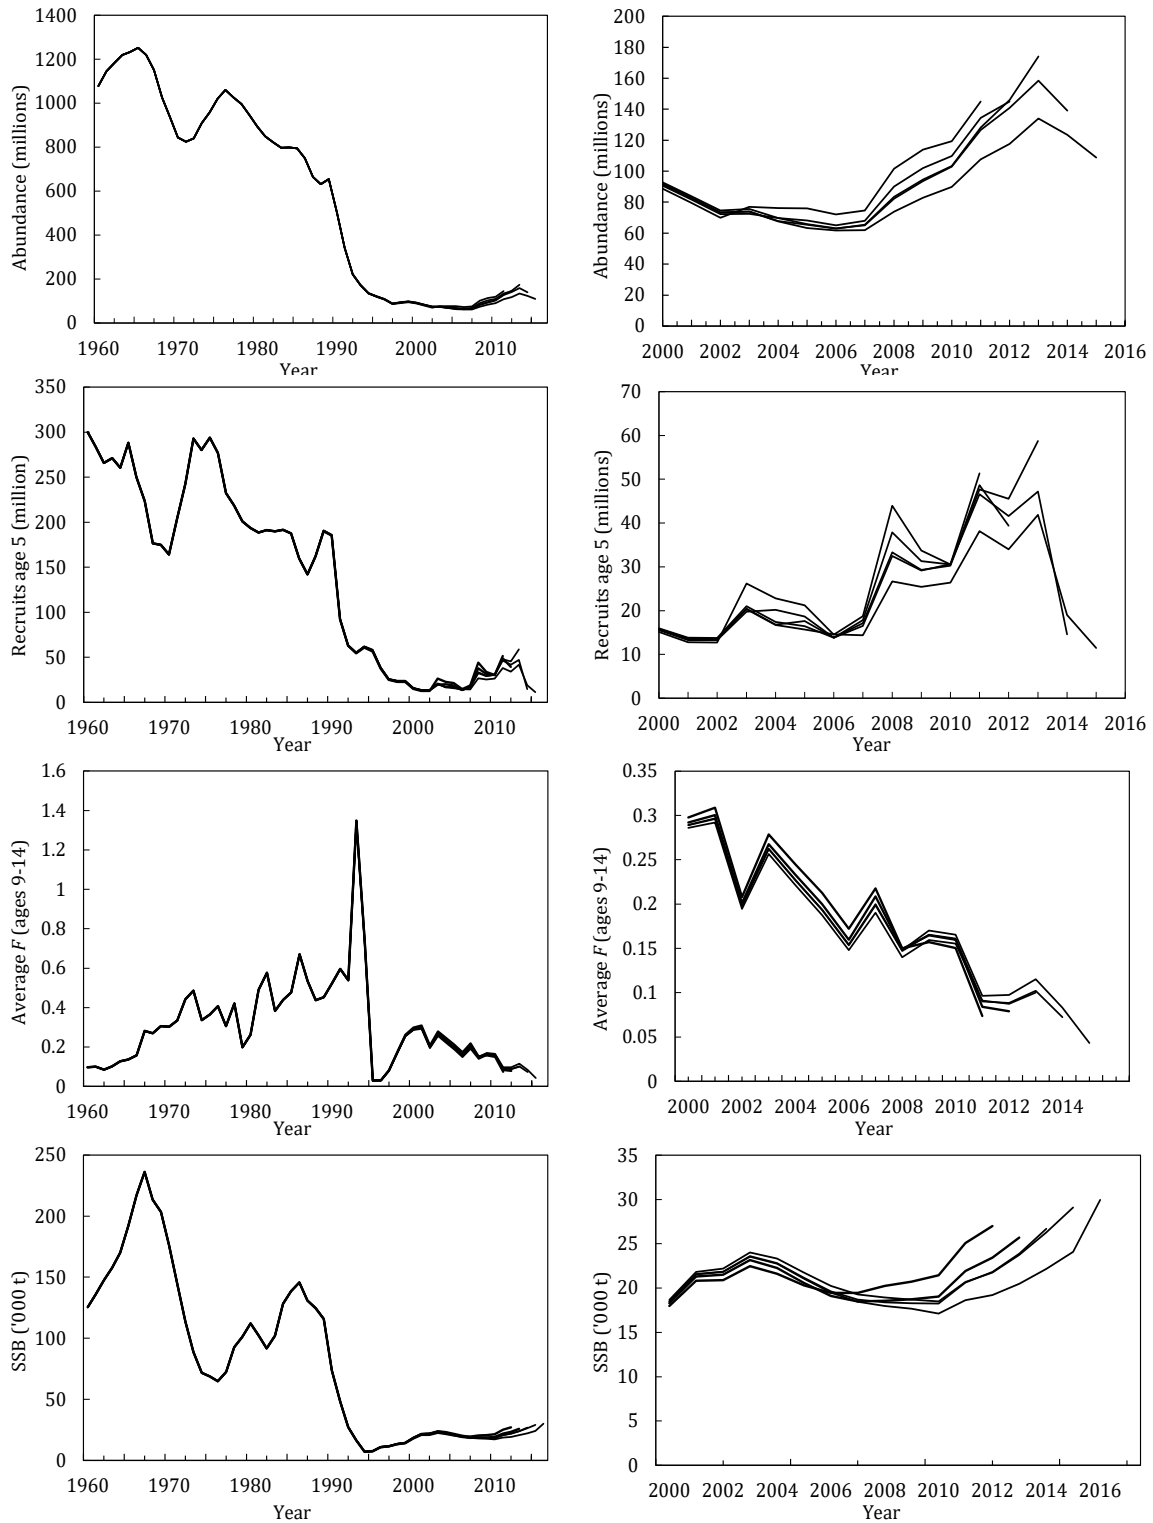 Abundance (millions)
1400
1200
1000
800
600
400
200
0
1960 1970 1980 1990 2000 2010
Year
Abundance (millions)
200
180
160
140
120
100
80
60
40
20
0
2000 2002 2004 2006 2008 2010 2012 2014 2016
Year
Recruits age 5 (million)
350
300
250
200
150
100
50
0
1960 1970 1980 1990 2000 2010
Year
Recruits age 5 (millions)
70
60
50
40
30
20
10
0
2000 2002 2004 2006 2008 2010 2012 2014 2016
Year
Average F (ages 9-14)
1.6
1.4
1.2
1
0.8
0.6
0.4
0.2
0
1960 1970 1980 1990 2000 2010
Year
Average F (ages 9-14)
0.35
0.3
0.25
0.2
0.15
0.1
0.05
0
2000 2002 2004 2006 2008 2010 2012 2014
Year
SSB ('000 t)
250
200
150
100
50
0
1960 1970 1980 1990 2000 2010
Year
SSB ('000 t)
35
30
25
20
15
10
5
0
2000 2002 2004 2006 2008 2010 2012 2014 2016
Year